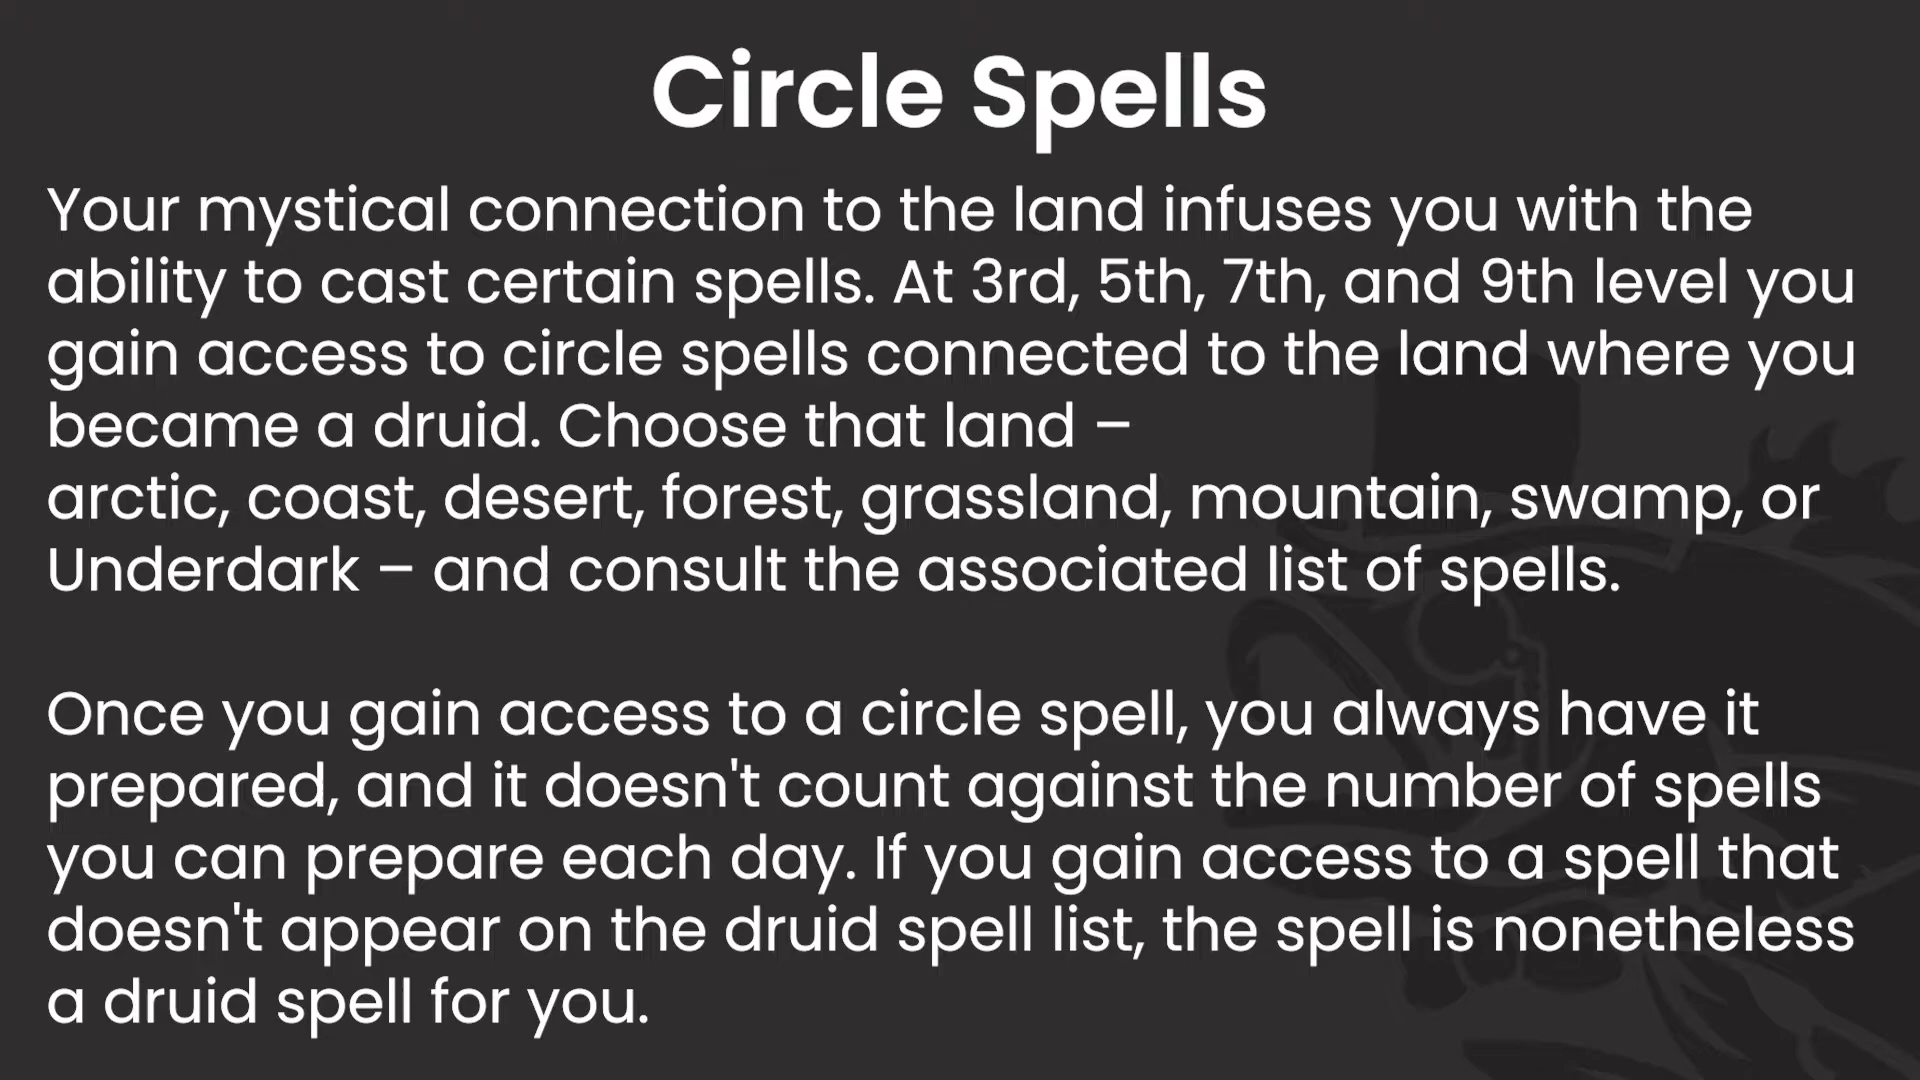 Circle Spells
Your mystical connection to the land infuses you with the
ability to cast certain spells. At 3rd, 5th, 7th, and 9th level you
gain access to circle spells connected to the land where you
became a druid. Choose that land –
arctic, coast, desert, forest, grassland, mountain, swamp, or
Underdark – and consult the associated list of spells.
Once you gain access to a circle spell, you always have it
prepared, and it doesn't count against the number of spells
you can prepare each day. If you gain access to a spell that
doesn't appear on the druid spell list, the spell is nonetheless
a druid spell for you.